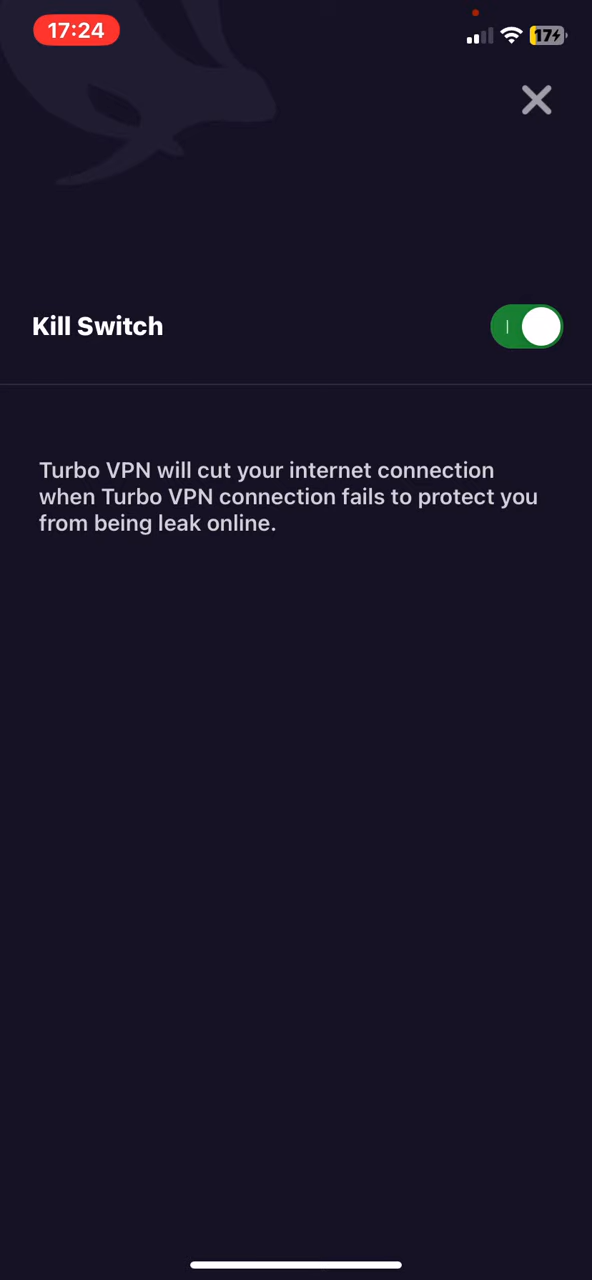 17:24
17
Kill Switch
Turbo VPN will cut your internet connection
when Turbo VPN connection fails to protect you
from being leak online.